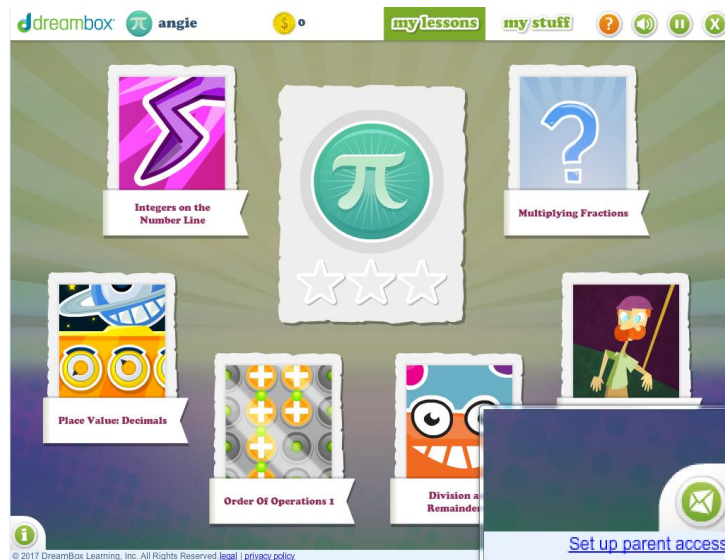 dreambox π angie $ 0 my lessons my stuff ? X
π
Integers on the
Number Line
?
Multiplying Fractions
Place Value: Decimals
Order Of Operations 1
Division a
Remainde
i
© 2017 DreamBox Learning, Inc. All Rights Reserved legal | privacy policy
Set up parent access